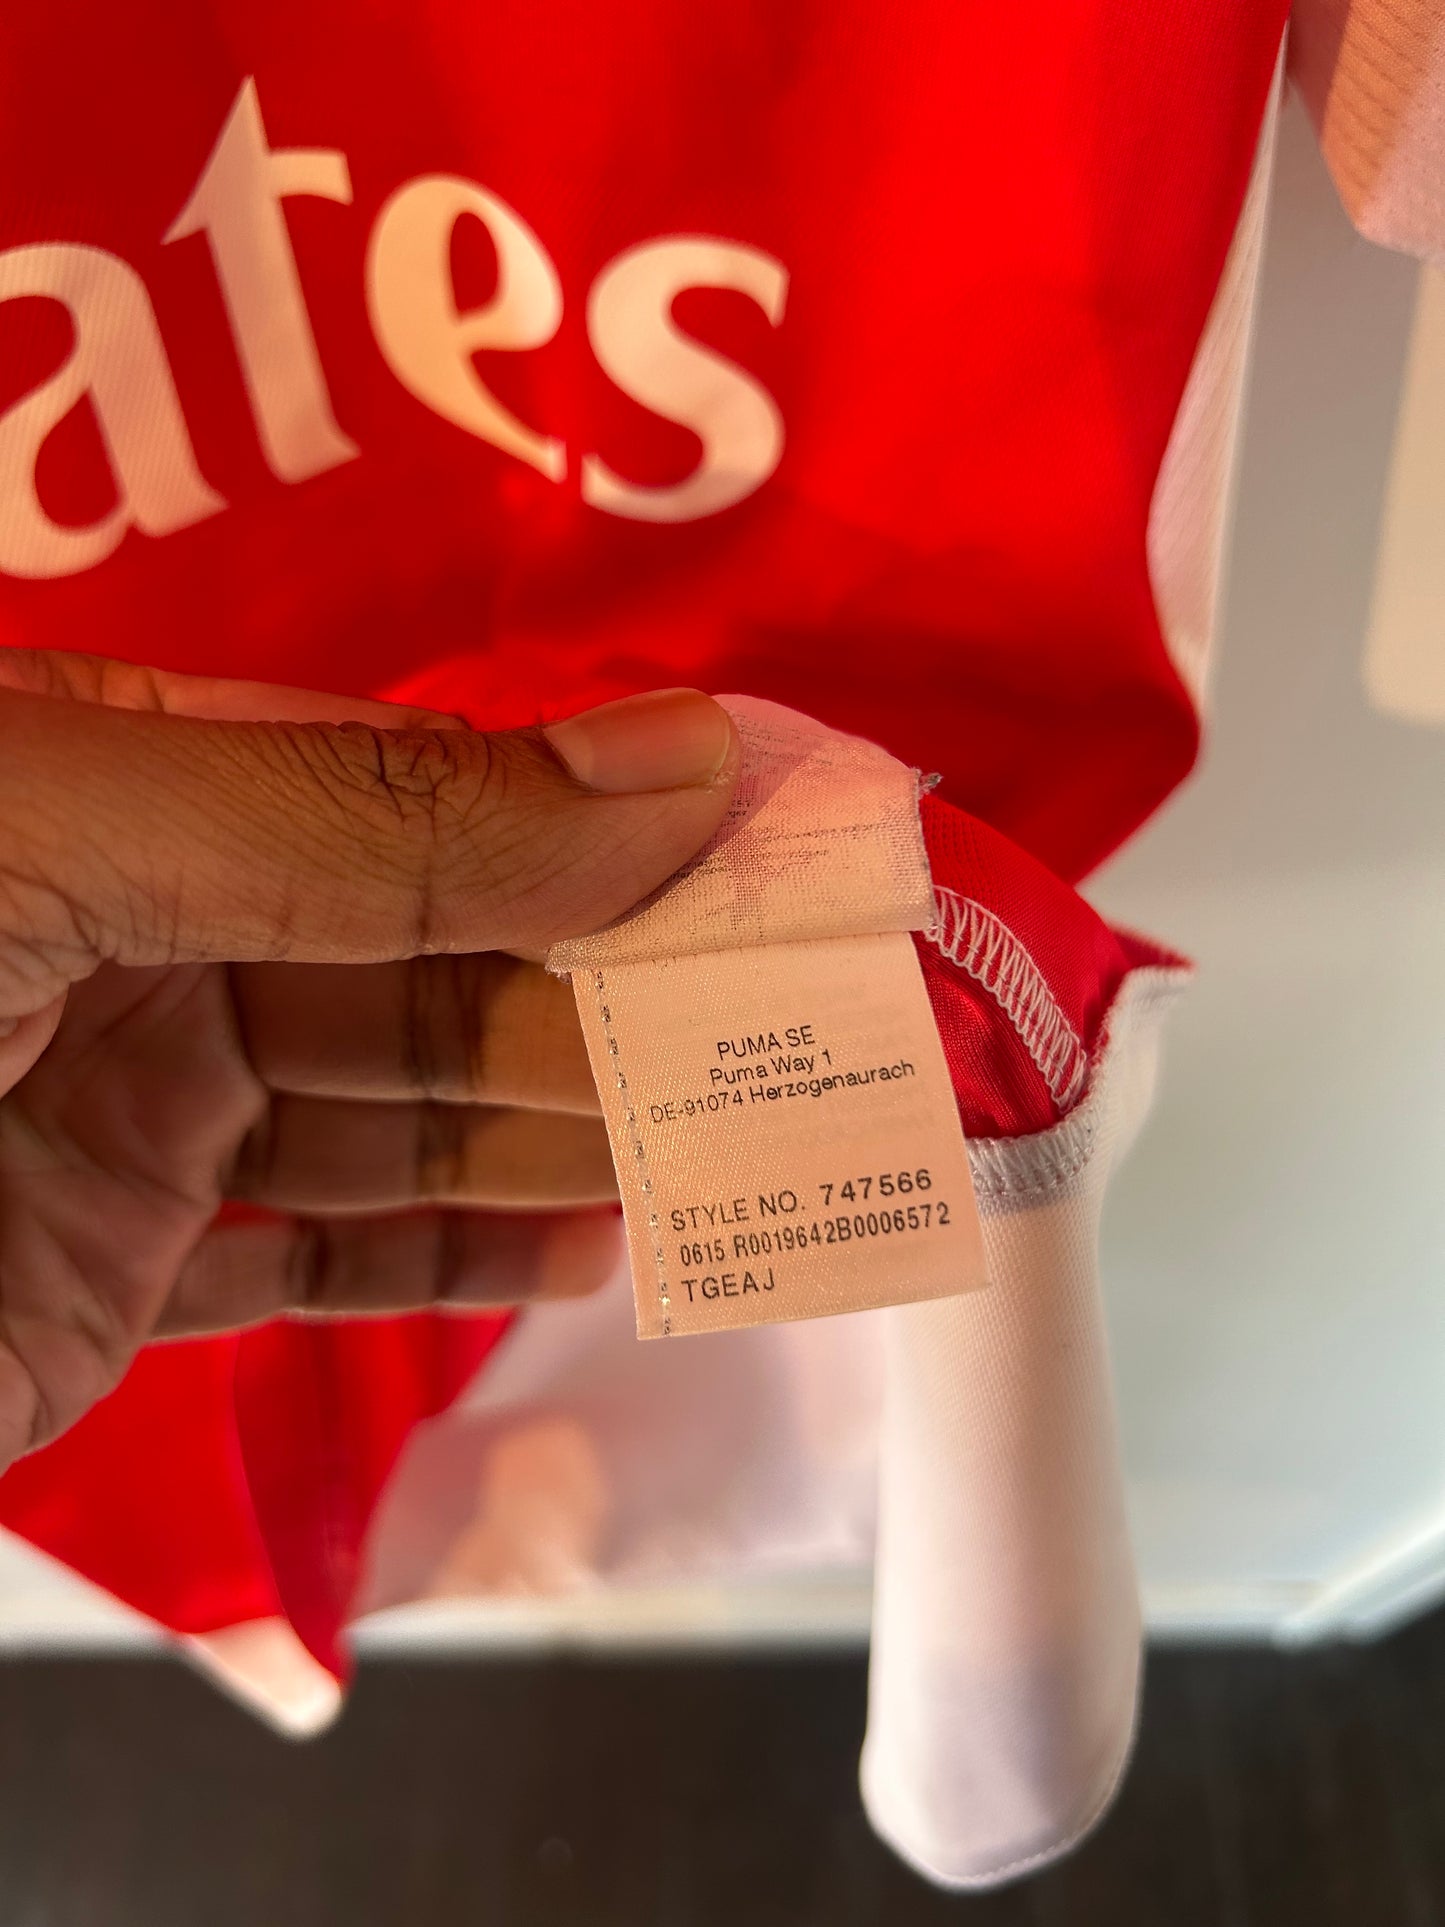 ates
PUMA SE
Puma Way 1
DE-91074 Herzogenaurach
STYLE NO. 747566
0615 R0019642B0006572
TGEAJ